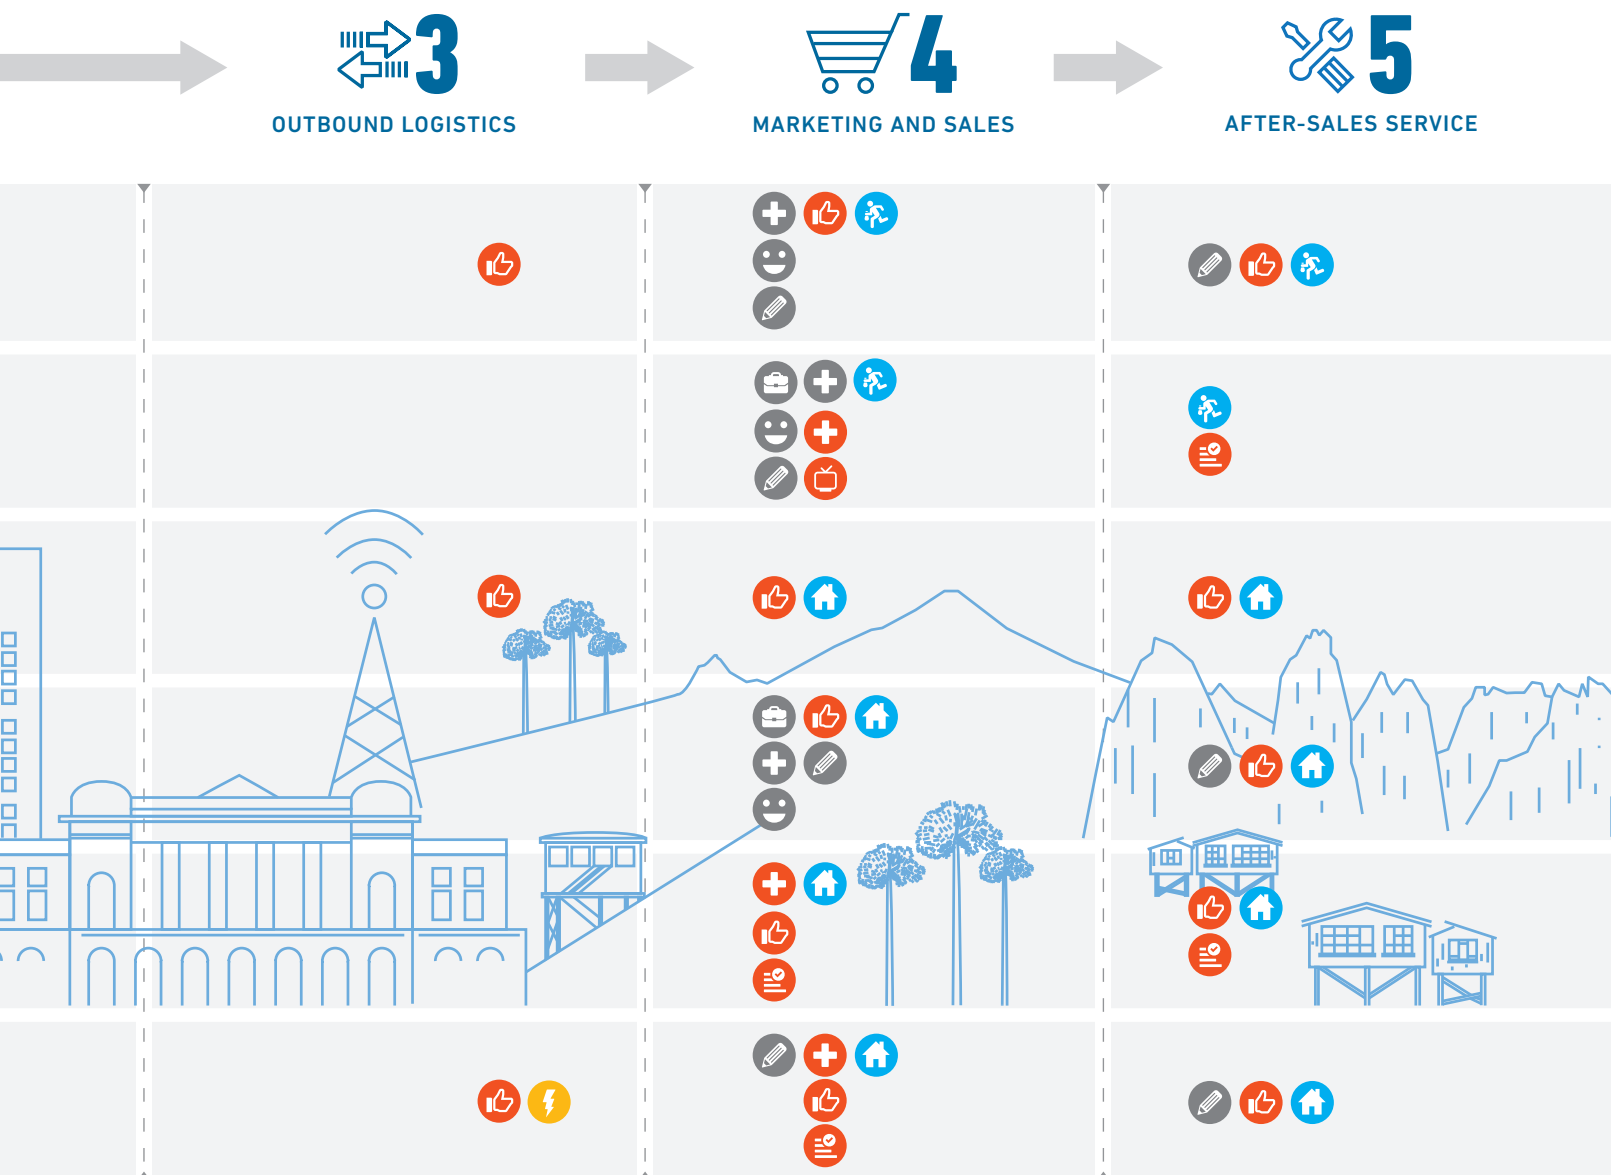 3
OUTBOUND LOGISTICS
4
MARKETING AND SALES
5
AFTER-SALES SERVICE